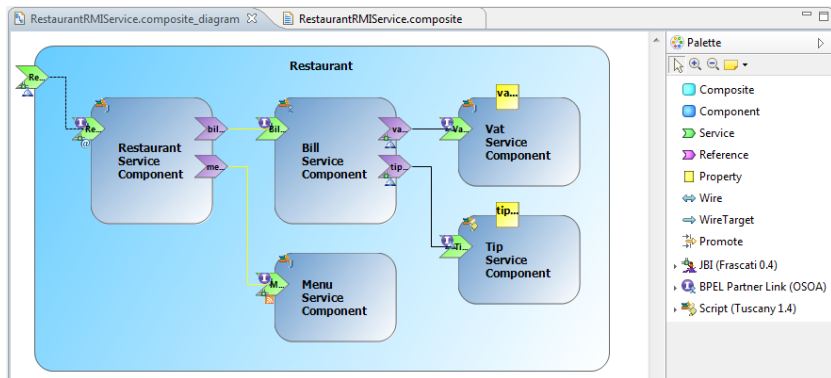 RestaurantRMIService.composite_diagram
RestaurantRMIService.composite
Restaurant
Re...
Re...
Restaurant
Service
Component
bil...
me...
Bil...
Bill
Service
Component
va...
tip...
va...
Va...
Vat
Service
Component
tip...
Ti...
Tip
Service
Component
M...
Menu
Service
Component
Palette
Composite
Component
Service
Reference
Property
Wire
WireTarget
Promote
JBI (Frascati 0.4)
BPEL Partner Link (OSOA)
Script (Tuscany 1.4)